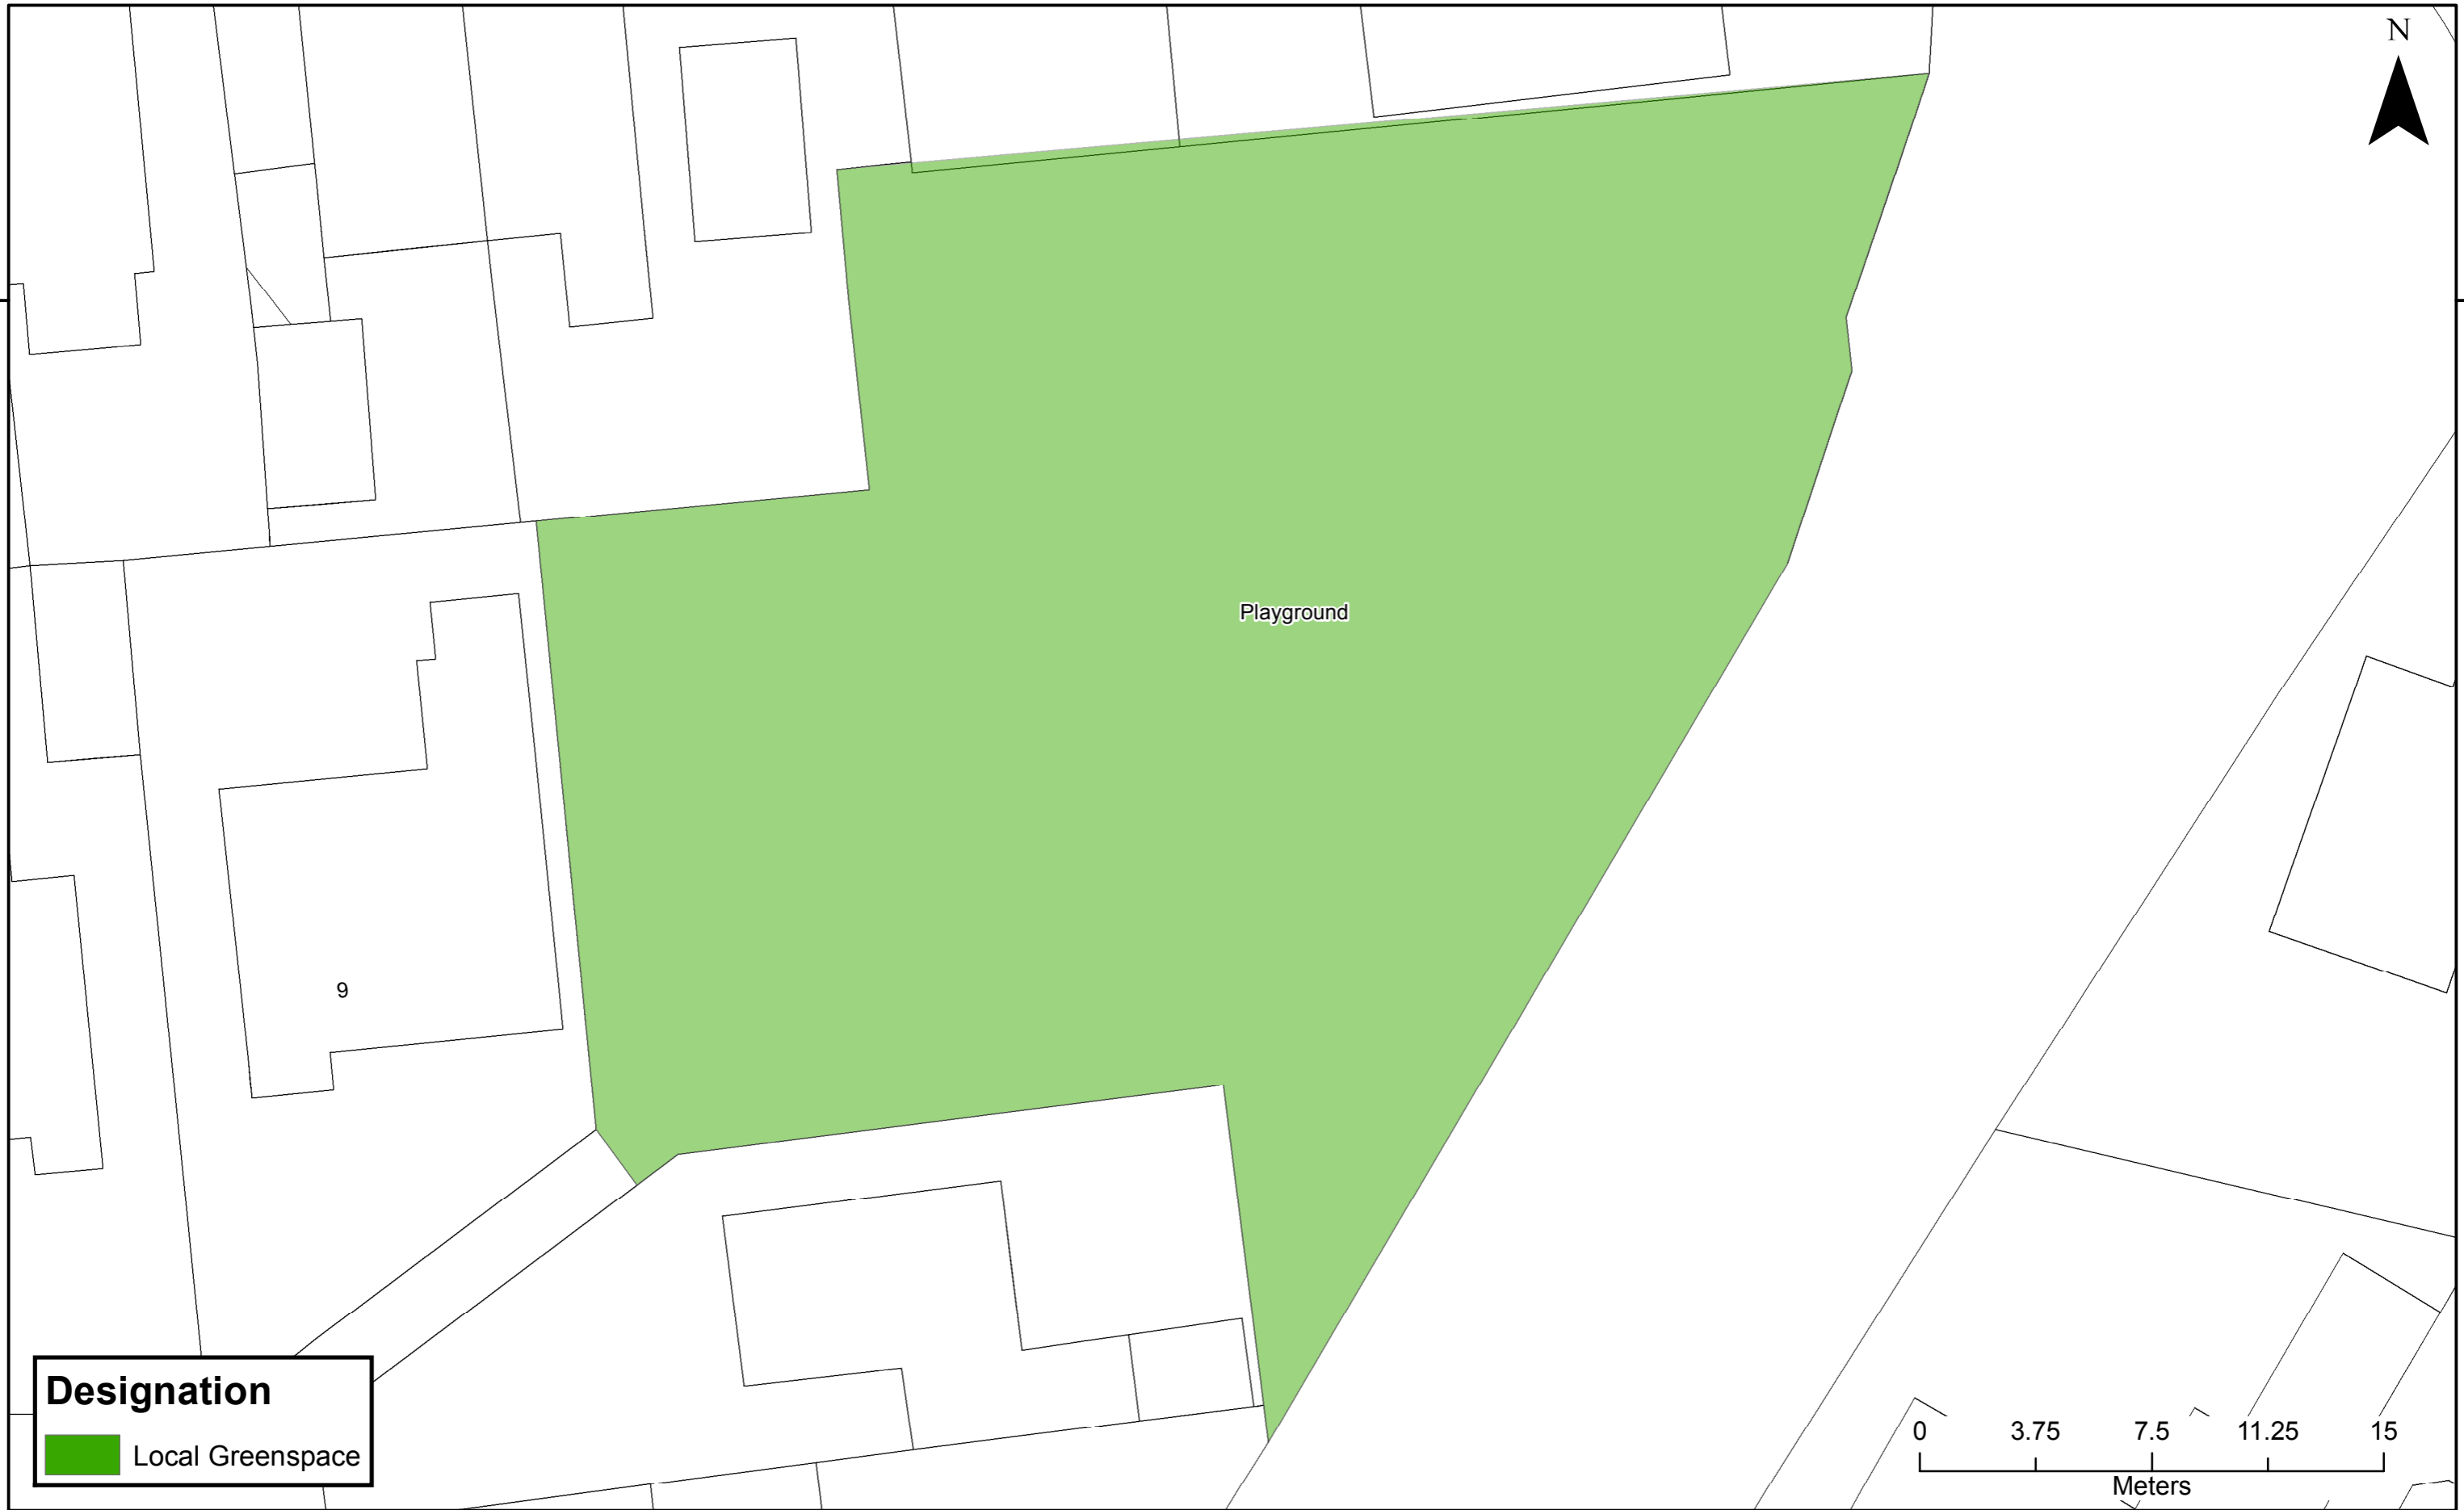 N
Playground
9
Designation
Local Greenspace
0 3.75 7.5 11.25 15
Meters